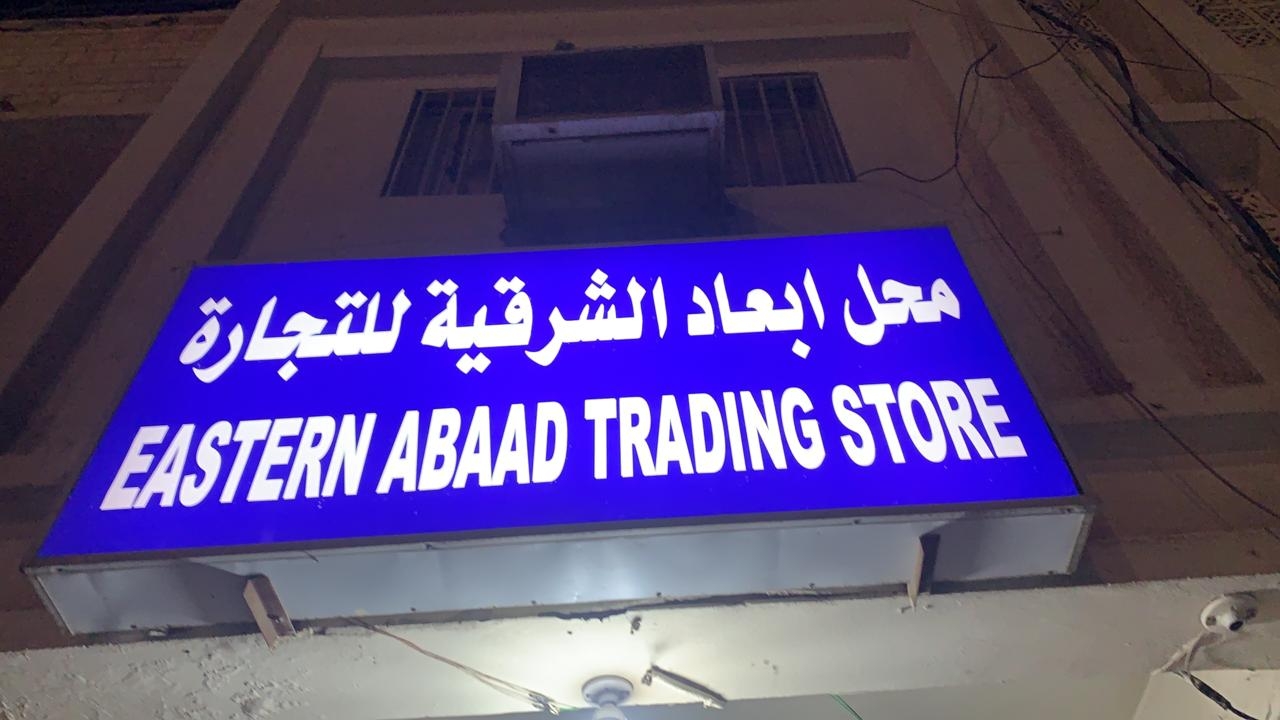 محل ابعاد الشرقية للتجارة
EASTERN ABAAD TRADING STORE